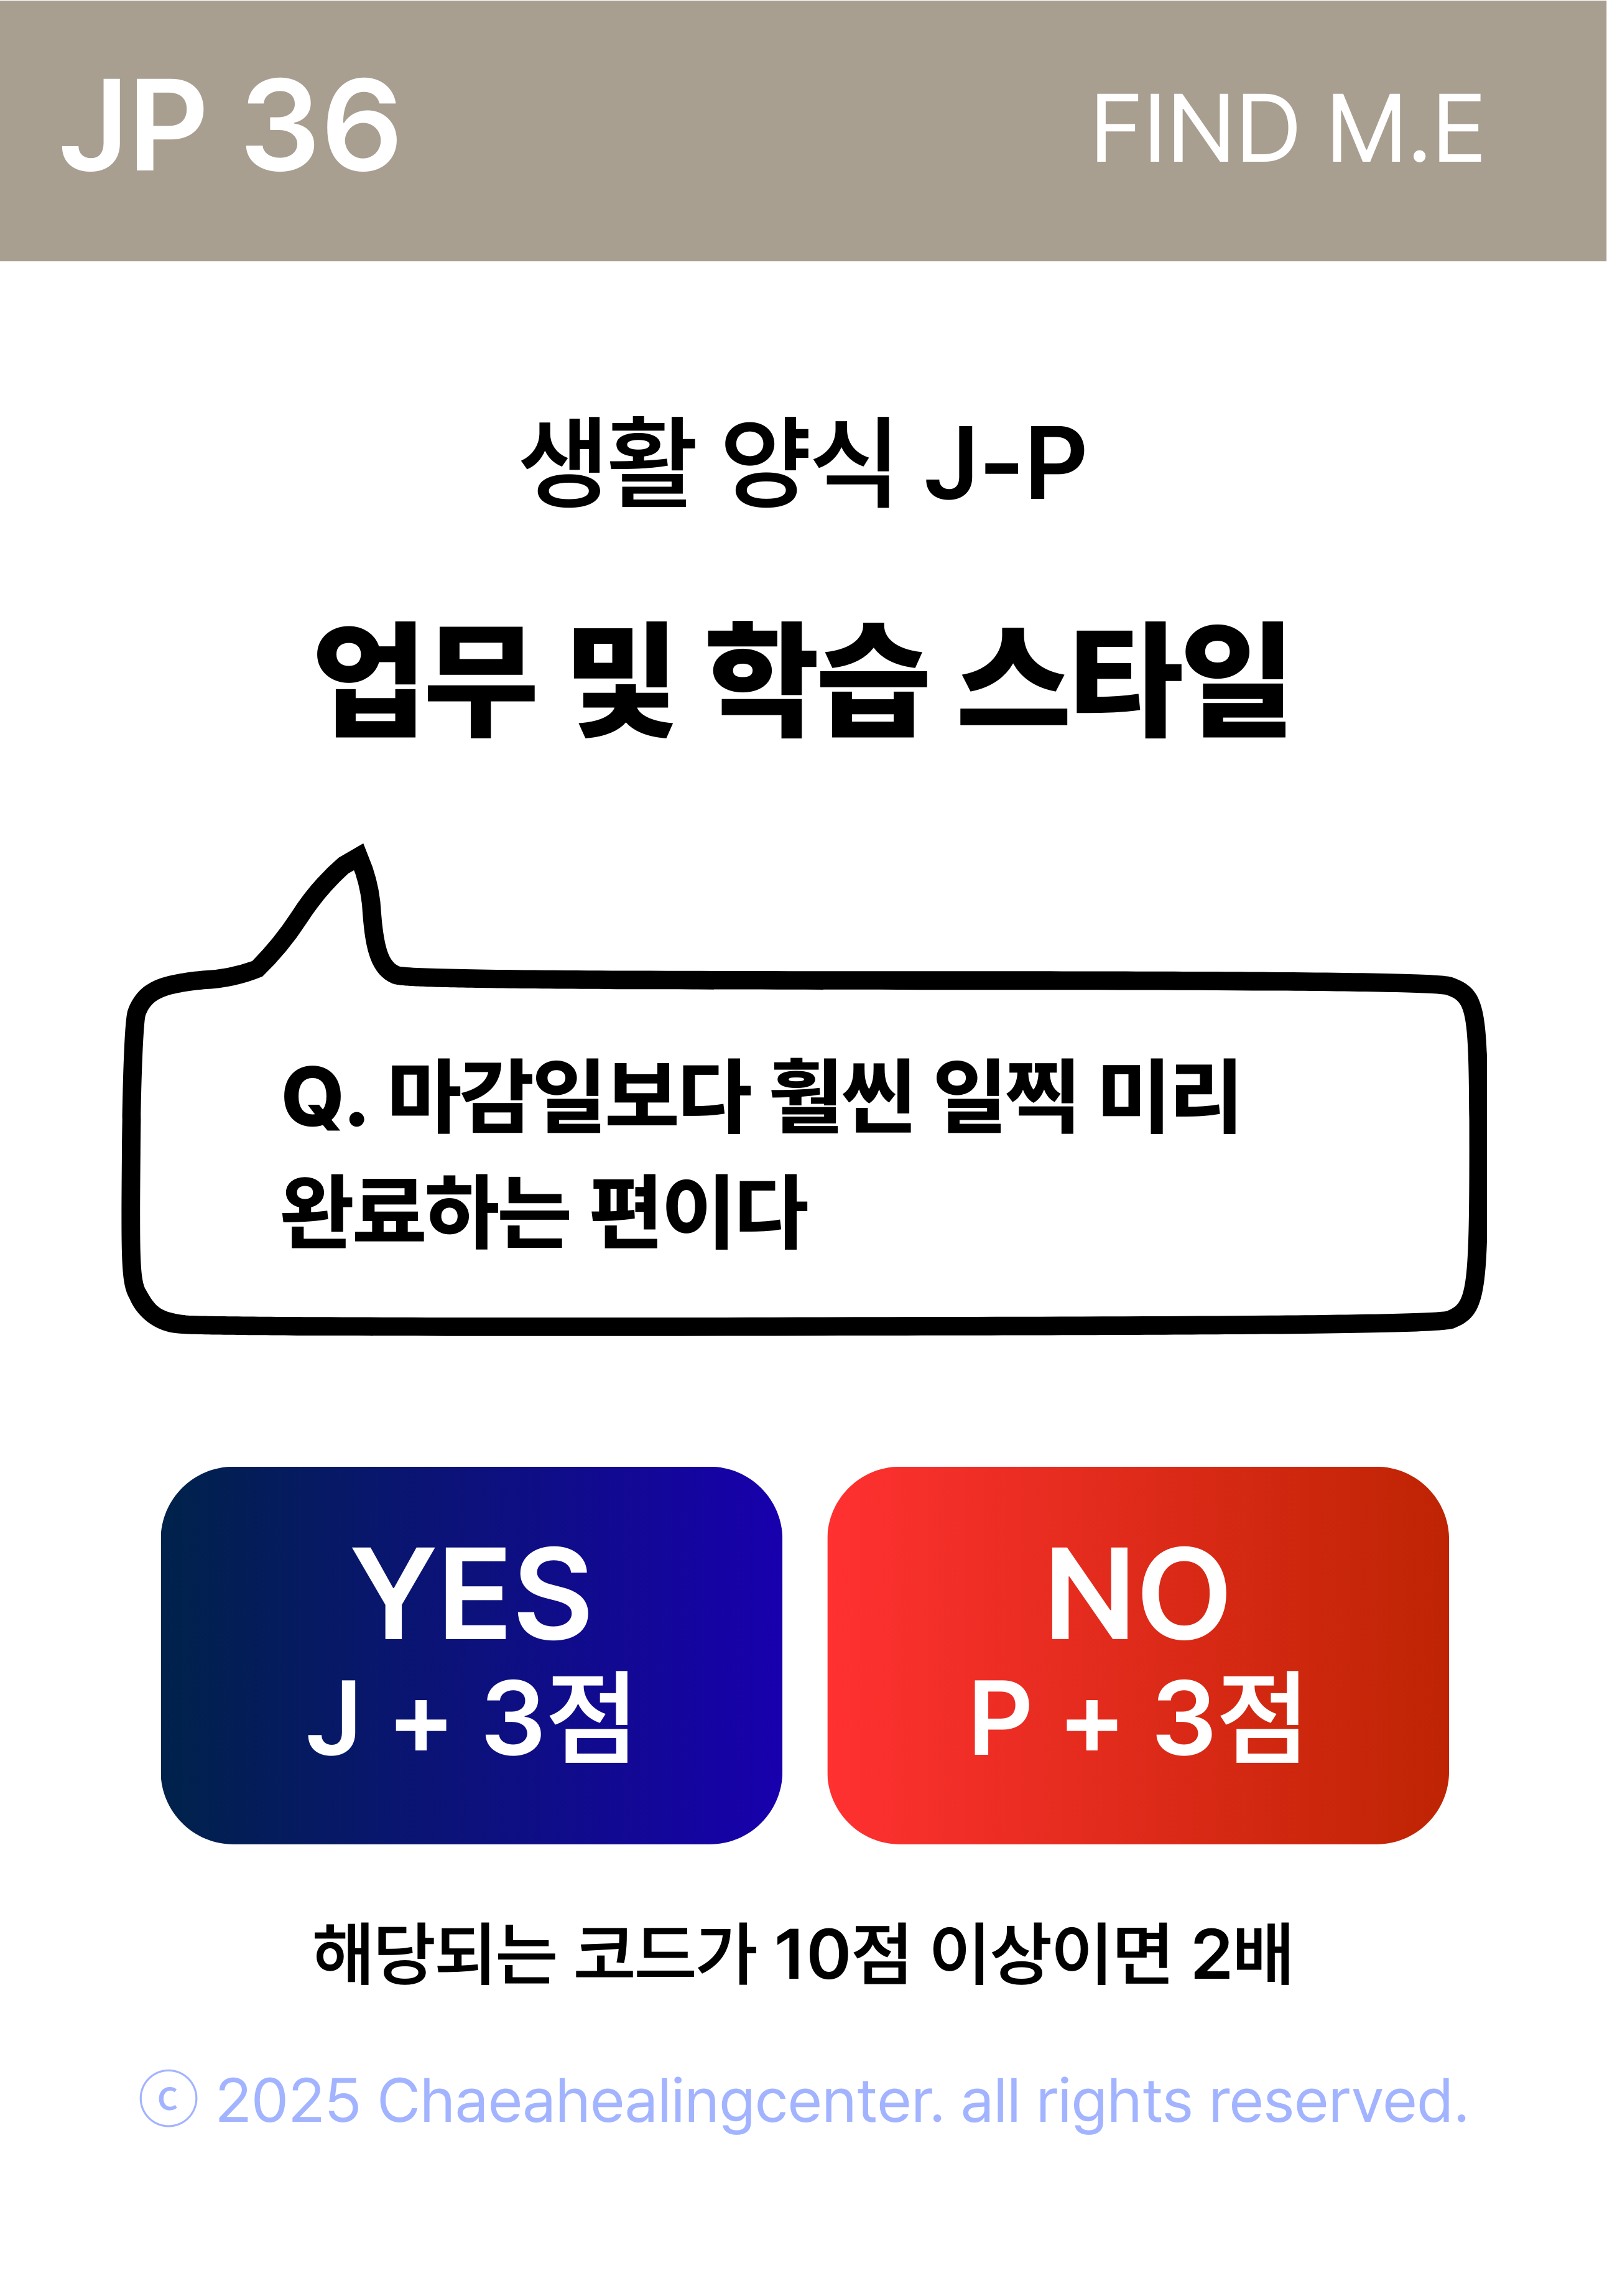 JP 36
FIND M.E
생활 양식 J-P
업무 및 학습 스타일
Q. 마감일보다 훨씬 일찍 미리
완료하는 편이다
YES
J + 3점
NO
P + 3점
해당되는 코드가 10점 이상이면 2배
© 2025 Chaeahealingcenter. all rights reserved.